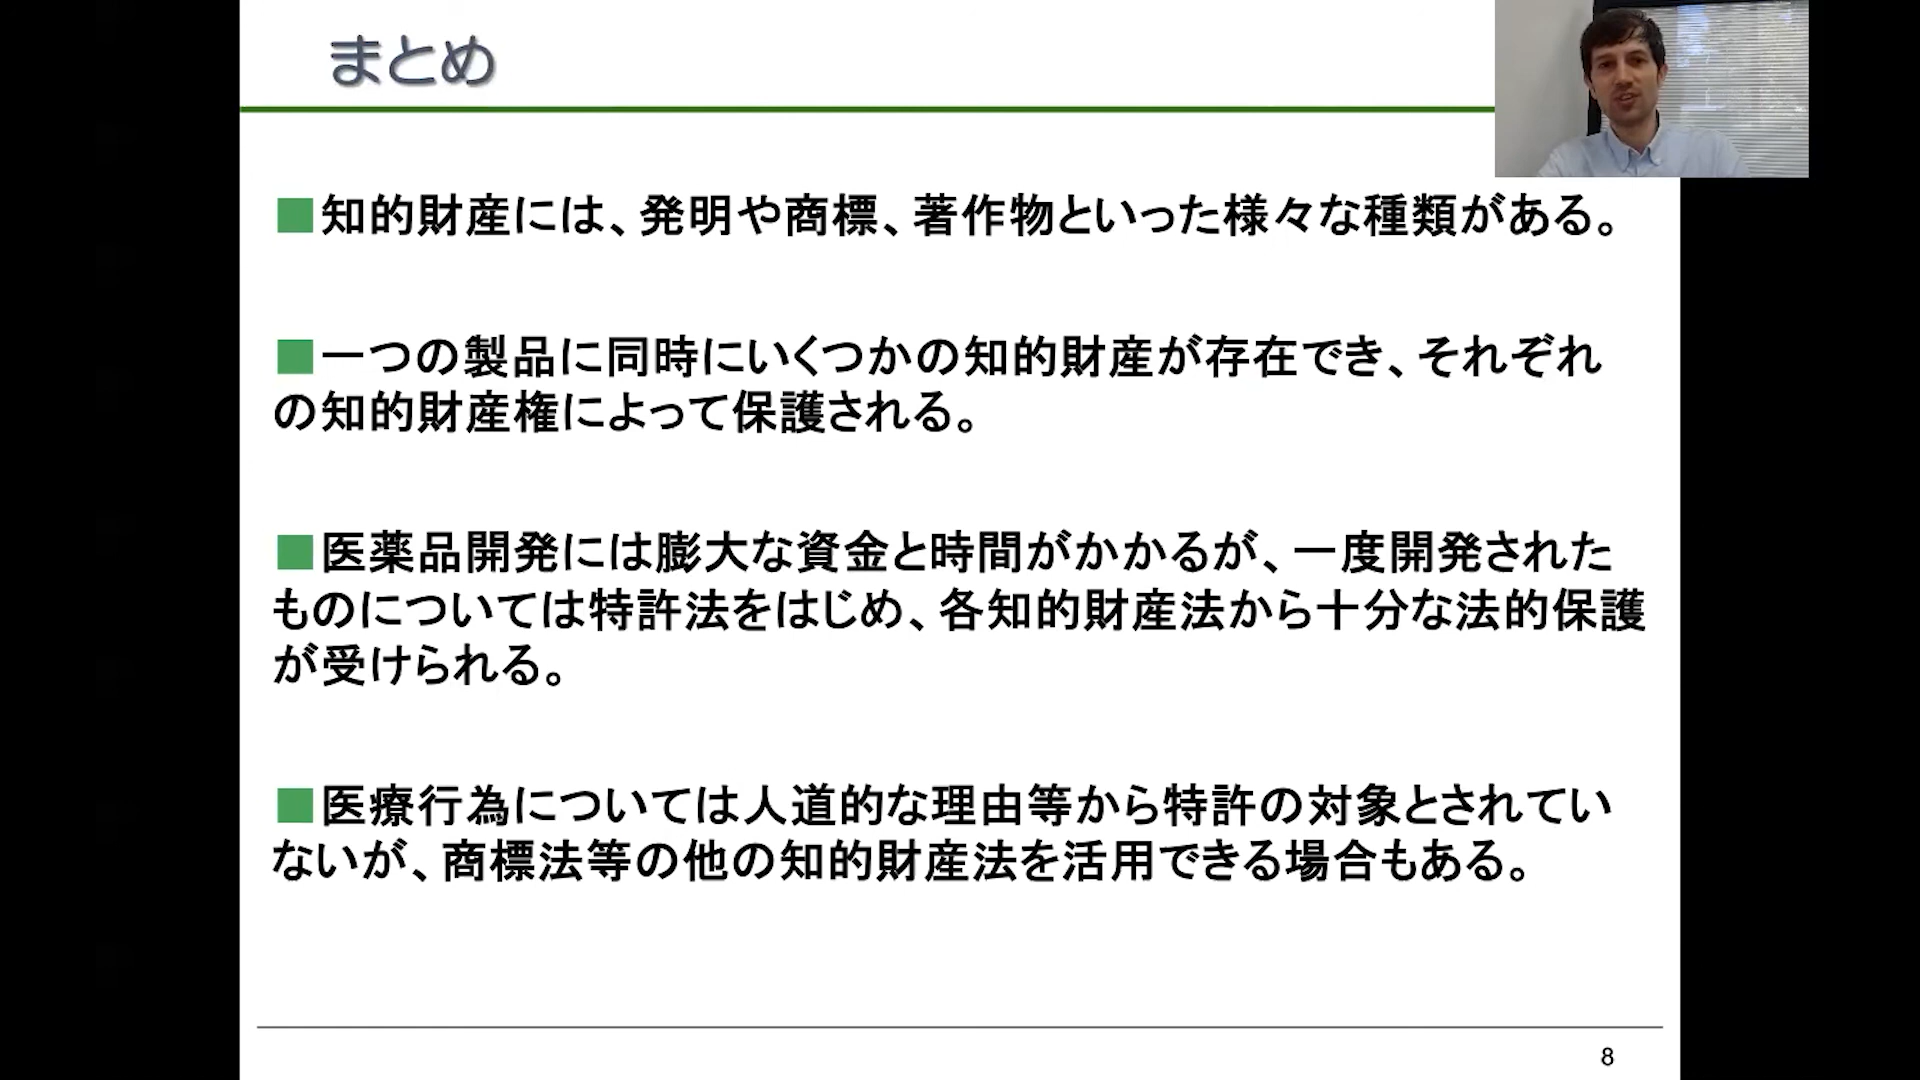 まとめ
■知的財産には、発明や商標、著作物といった様々な種類がある。
■一つの製品に同時にいくつかの知的財産が存在でき、それぞれ
の知的財産権によって保護される。
■医薬品開発には膨大な資金と時間がかかるが、一度開発された
ものについては特許法をはじめ、各知的財産法から十分な法的保護
が受けられる。
■医療行為については人道的な理由等から特許の対象とされてい
ないが、商標法等の他の知的財産法を活用できる場合もある。
8